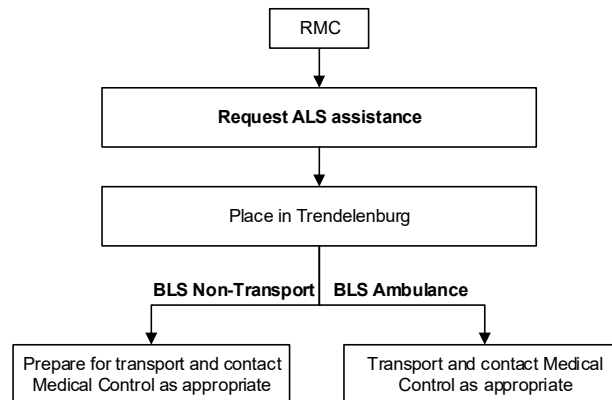 RMC
Request ALS assistance
Place in Trendelenburg
BLS Non-Transport
BLS Ambulance
Prepare for transport and contact
Medical Control as appropriate
Transport and contact Medical
Control as appropriate